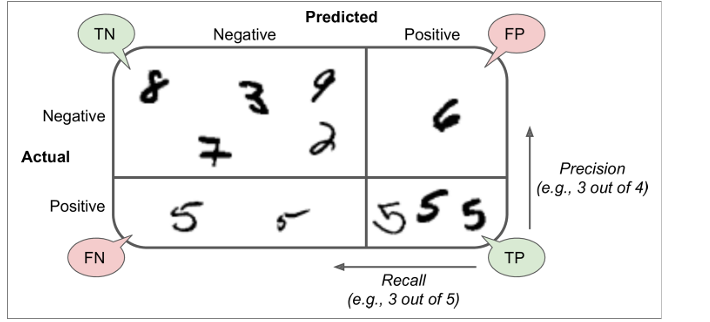 Predicted
TN Negative Positive FP
8 3 9
Negative 6
7 2
Actual
Precision
(e.g., 3 out of 4)
Positive 5 5 5 5 5
FN TP
Recall
(e.g., 3 out of 5)